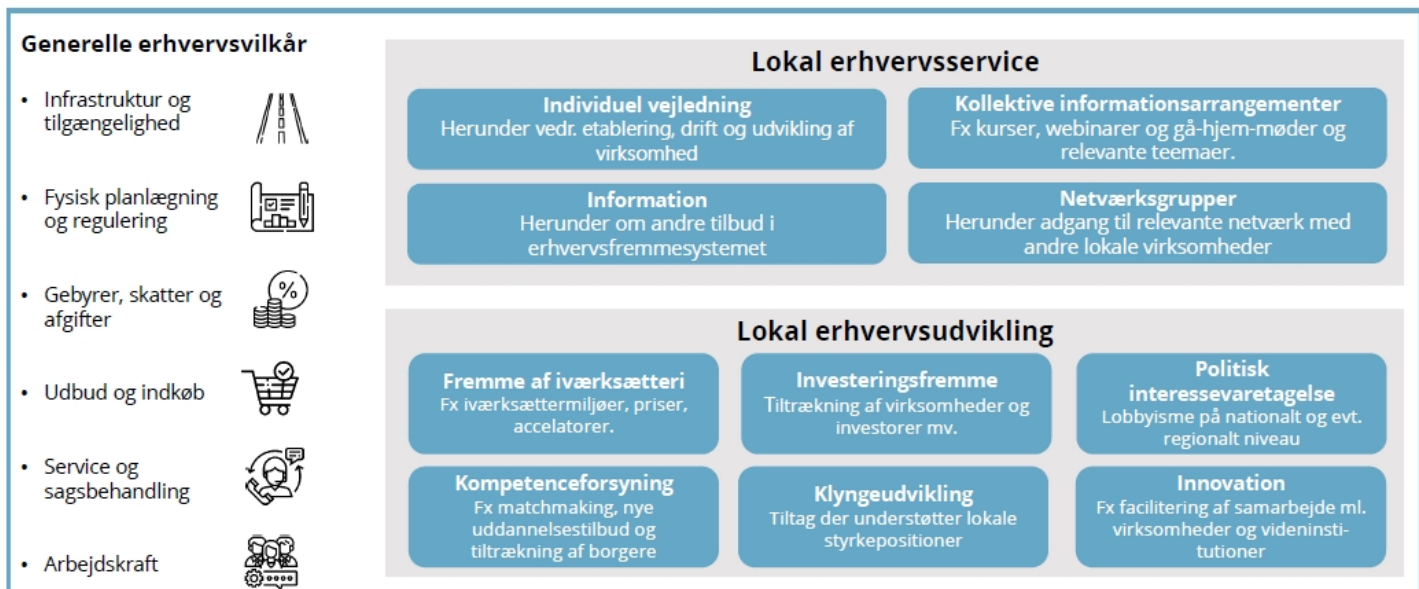 Generelle erhvervsvilkår
• Infrastruktur og
tilgængelighed
• Fysisk planlægning
og regulering
• Gebyrer, skatter og
afgifter
%
• Udbud og indkøb
• Service og
sagsbehandling
• Arbejdskraft
Lokal erhvervsservice
Individuel vejledning
Herunder vedr. etablering, drift og udvikling af
virksomhed
Kollektive informationsarrangementer
Fx kurser, webinarer og gå-hjem-møder og
relevante teemaer.
Information
Herunder om andre tilbud i
erhvervsfremmesystemet
Netværksgrupper
Herunder adgang til relevante netværk med
andre lokale virksomheder
Lokal erhvervsudvikling
Fremme af iværksætteri
Fx iværksættermiljøer, priser,
accelatorer.
Investeringsfremme
Tiltrækning af virksomheder og
investorer mv.
Politisk
interessevaretagelse
Lobbyisme på nationalt og evt.
regionalt niveau
Kompetenceforsyning
Fx matchmaking, nye
uddannelsestilbud og
tiltrækning af borgere
Klyngeudvikling
Tiltag der understøtter lokale
styrkepositioner
Innovation
Fx facilitering af samarbejde ml.
virksomheder og videninsti-
tutioner